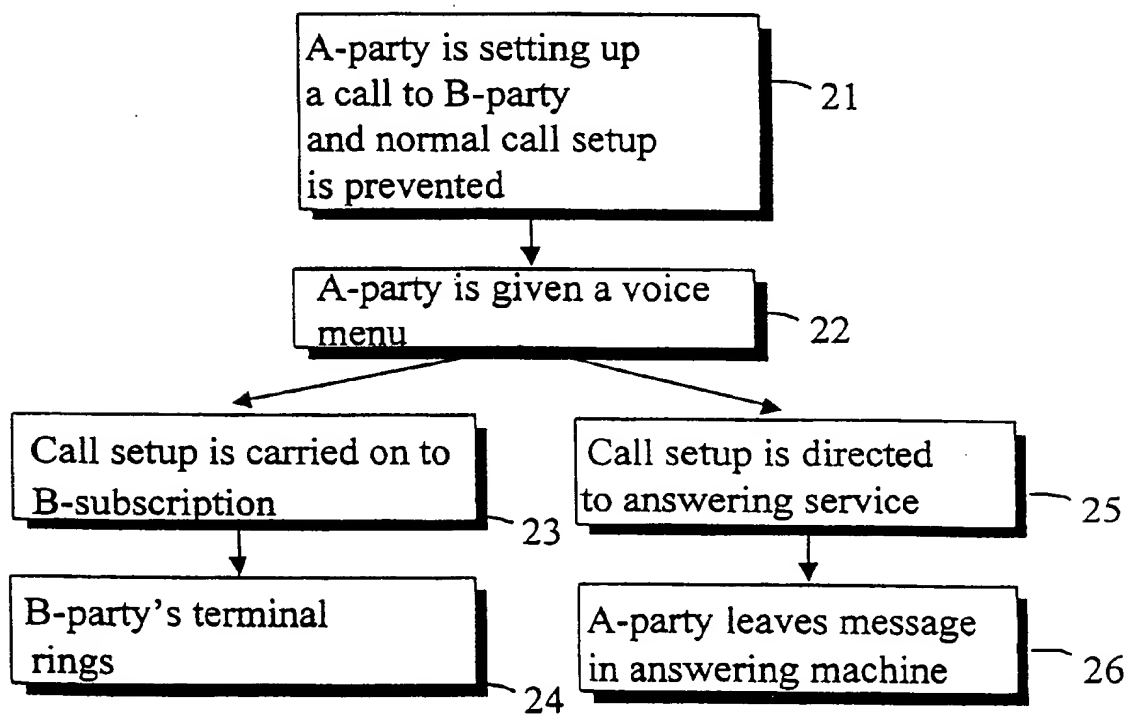 A-party is setting up
a call to B-party
and normal call setup
is prevented
21
A-party is given a voice
menu
22
Call setup is carried on to
B-subscription
23
B-party's terminal
rings
24
Call setup is directed
to answering service
25
A-party leaves message
in answering machine
26